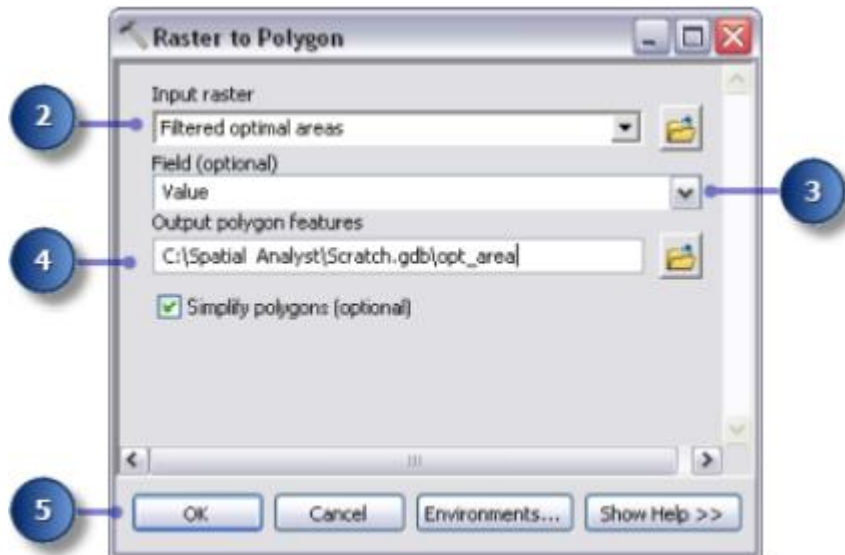 Raster to Polygon
Input raster
2
Filtered optimal areas
Field (optional)
Value
3
Output polygon features
4
C:\Spatial Analyst\Scratch.gdb\opt_area
Simplify polygons (optional)
5
OK
Cancel
Environments...
Show Help >>